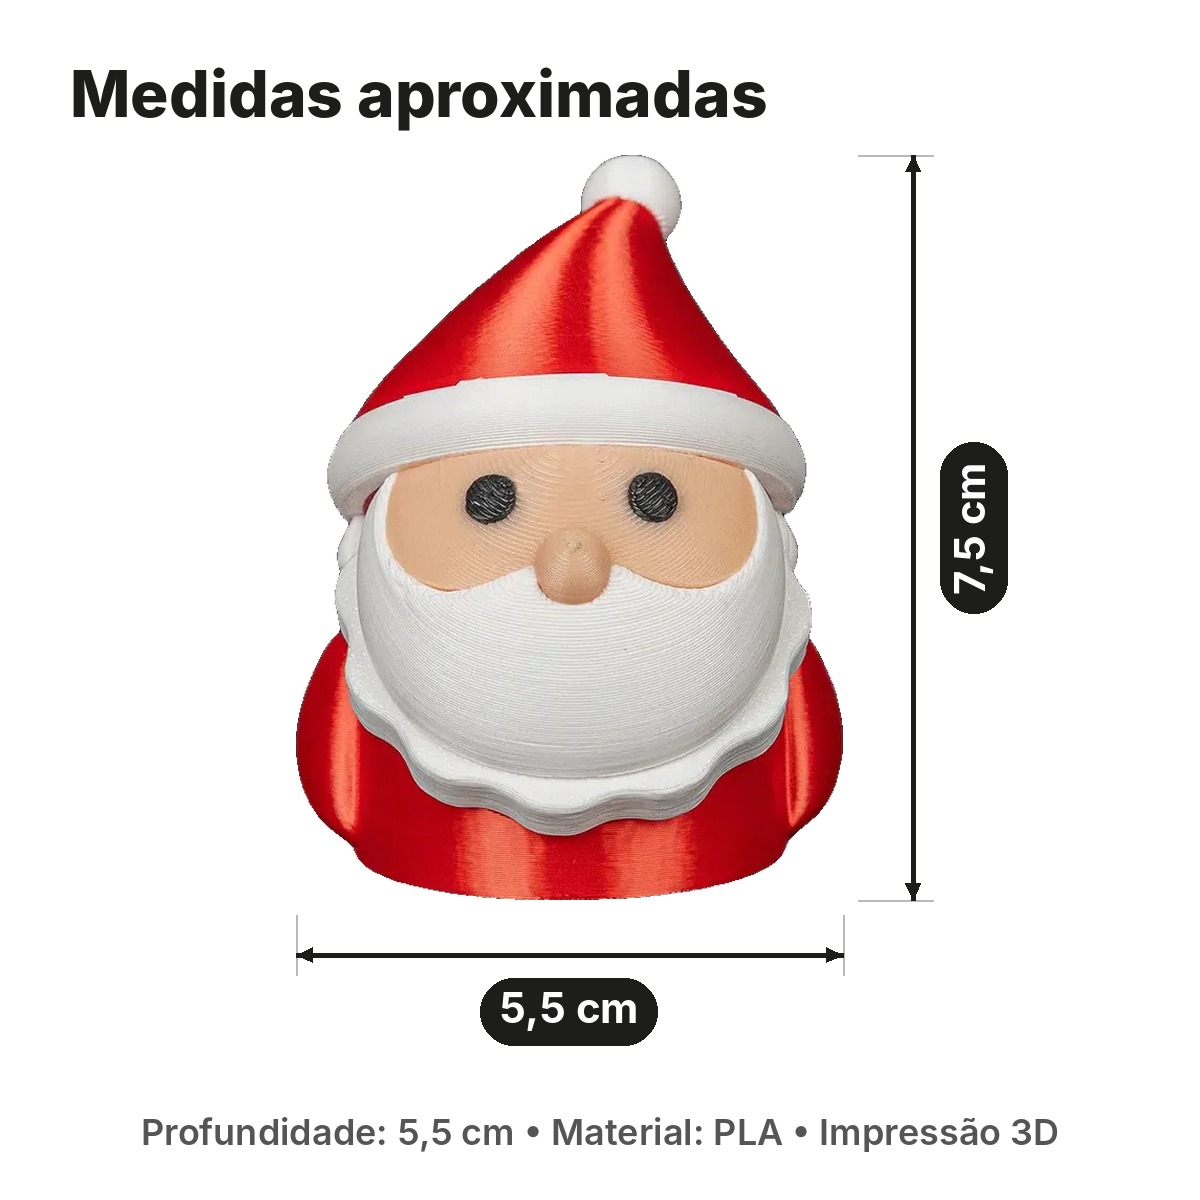 Medidas aproximadas
7,5 cm
5,5 cm
Profundidade: 5,5 cm • Material: PLA • Impressão 3D